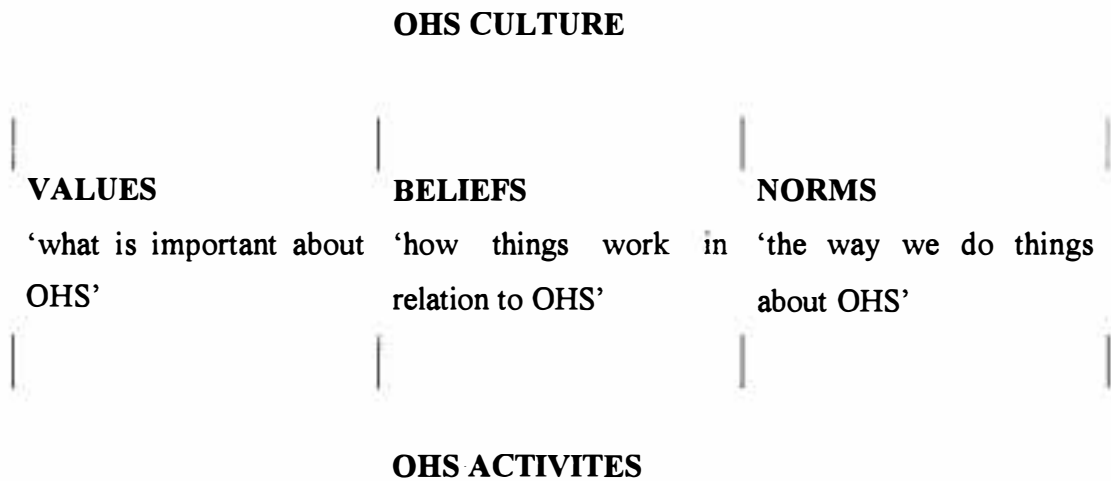 OHS CULTURE
VALUES
'what is important about
OHS'
BELIEFS
'how things work in
relation to OHS'
NORMS
'the way we do things
about OHS'
OHS ACTIVITES